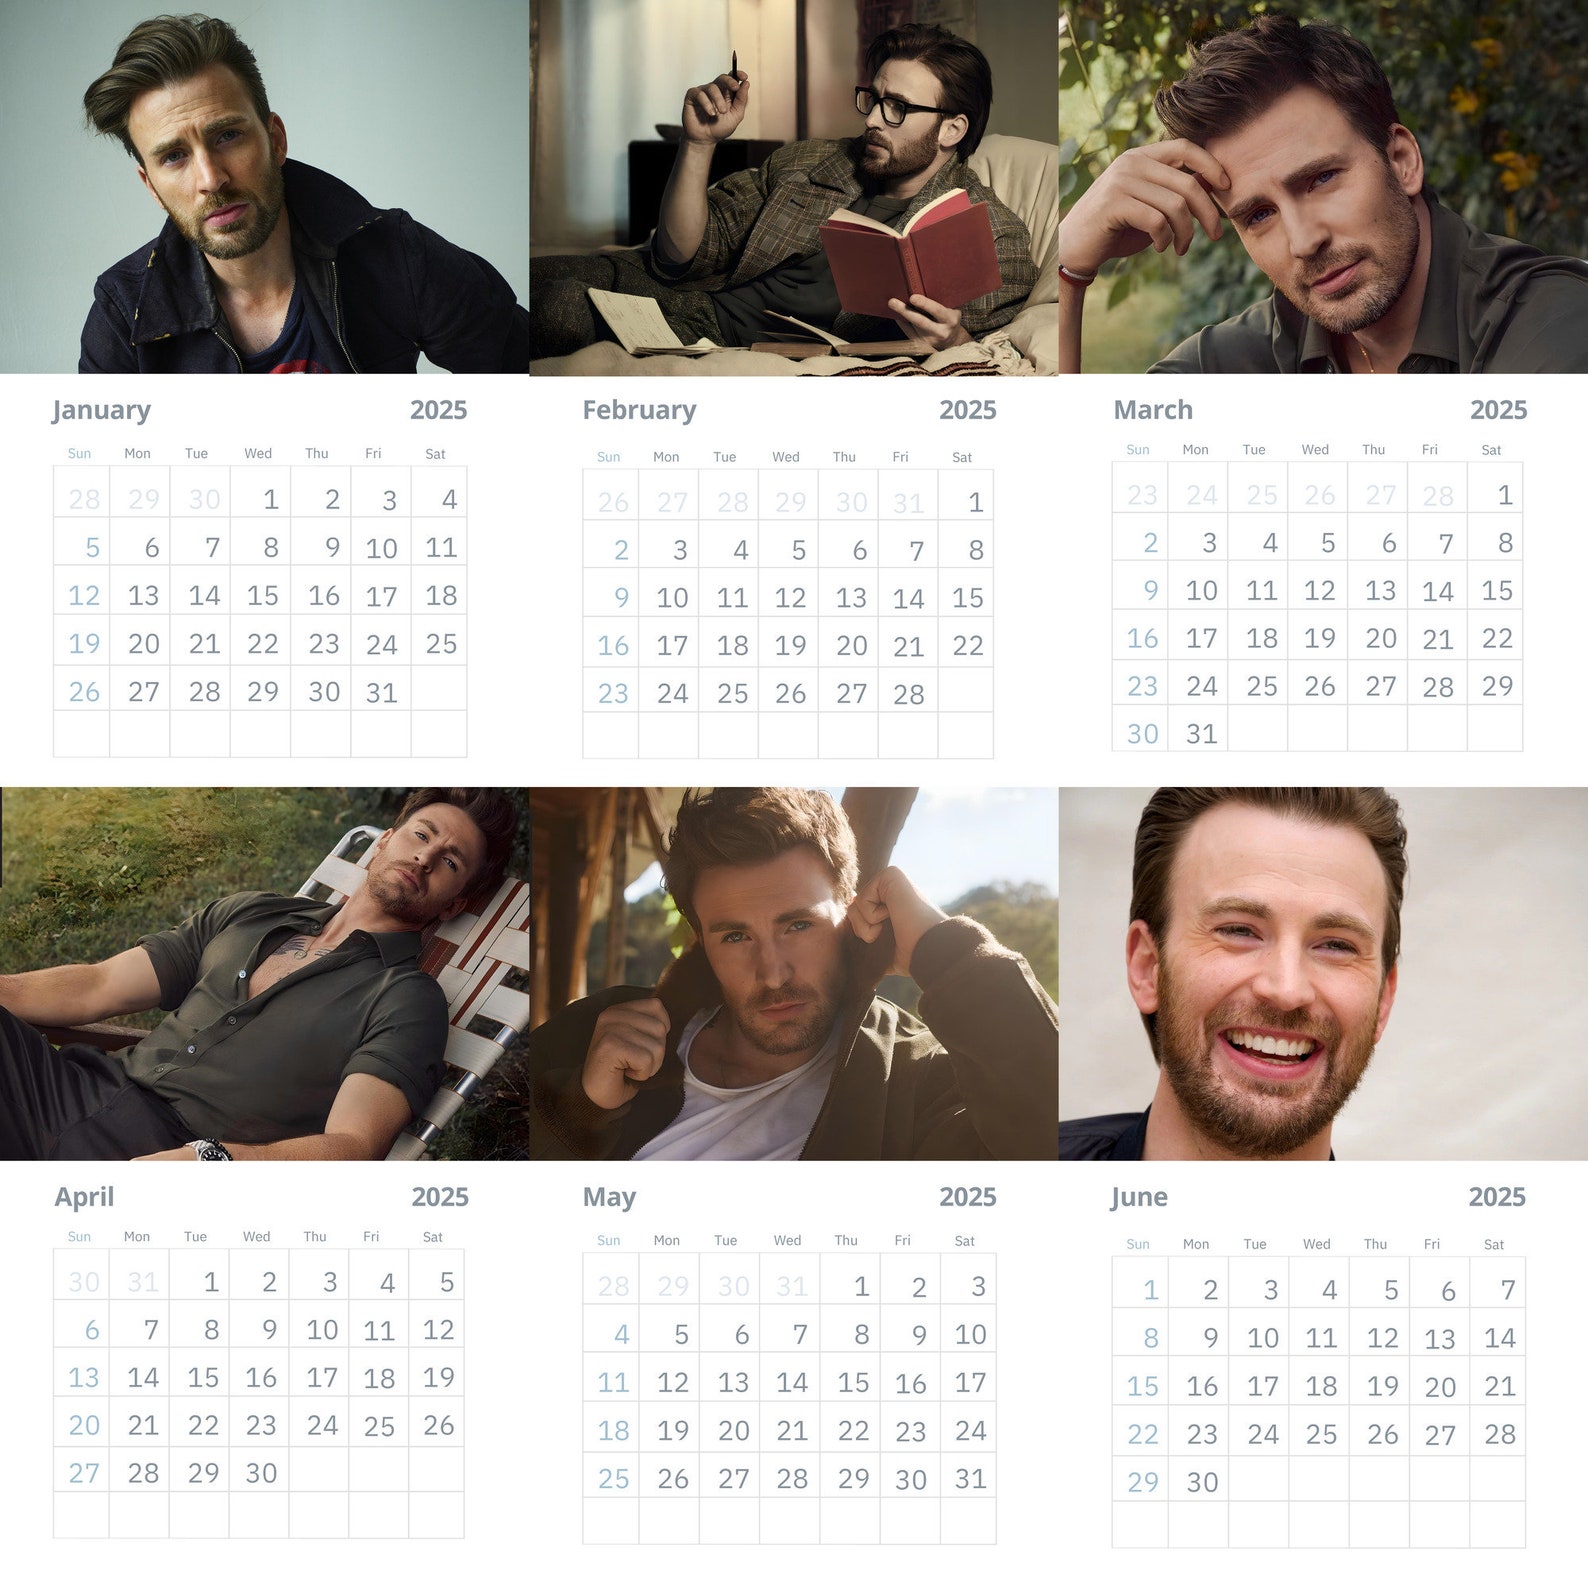 January 2025
Sun Mon Tue Wed Thu Fri Sat
28 29 30 1 2 3 4
5 6 7 8 9 10 11
12 13 14 15 16 17 18
19 20 21 22 23 24 25
26 27 28 29 30 31
February 2025
Sun Mon Tue Wed Thu Fri Sat
26 27 28 29 30 31 1
2 3 4 5 6 7 8
9 10 11 12 13 14 15
16 17 18 19 20 21 22
23 24 25 26 27 28
March 2025
Sun Mon Tue Wed Thu Fri Sat
23 24 25 26 27 28 1
2 3 4 5 6 7 8
9 10 11 12 13 14 15
16 17 18 19 20 21 22
23 24 25 26 27 28 29
30 31
April 2025
Sun Mon Tue Wed Thu Fri Sat
30 31 1 2 3 4 5
6 7 8 9 10 11 12
13 14 15 16 17 18 19
20 21 22 23 24 25 26
27 28 29 30
May 2025
Sun Mon Tue Wed Thu Fri Sat
28 29 30 31 1 2 3
4 5 6 7 8 9 10
11 12 13 14 15 16 17
18 19 20 21 22 23 24
25 26 27 28 29 30 31
June 2025
Sun Mon Tue Wed Thu Fri Sat
1 2 3 4 5 6 7
8 9 10 11 12 13 14
15 16 17 18 19 20 21
22 23 24 25 26 27 28
29 30